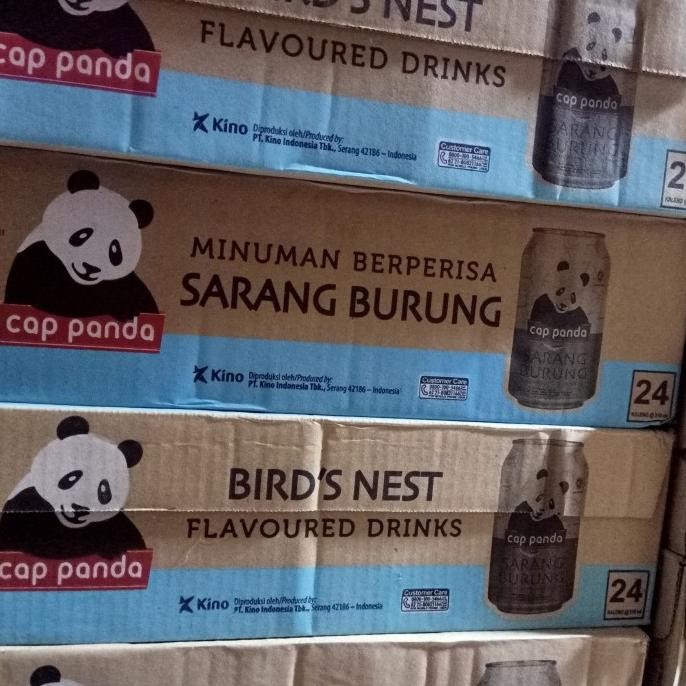 BIRD'S NEST
FLAVOURED DRINKS
cap panda
Kino
Diproduksi oleh/Produced by:
PT. Kino Indonesia Tbk., Serang 42186 – Indonesia
Customer Care
cap panda
SARANG
BURUNG
2
MINUMAN BERPERISA
SARANG BURUNG
cap panda
Kino
Diproduksi oleh/Produced by:
PT. Kino Indonesia Tbk., Serang 42186 – Indonesia
Customer Care
cap panda
SARANG
BURUNG
24
BIRD'S NEST
FLAVOURED DRINKS
cap panda
Kino
Diproduksi oleh/Produced by:
PT. Kino Indonesia Tbk., Serang 42186 – Indonesia
Customer Care
cap panda
SARANG
BURUNG
24